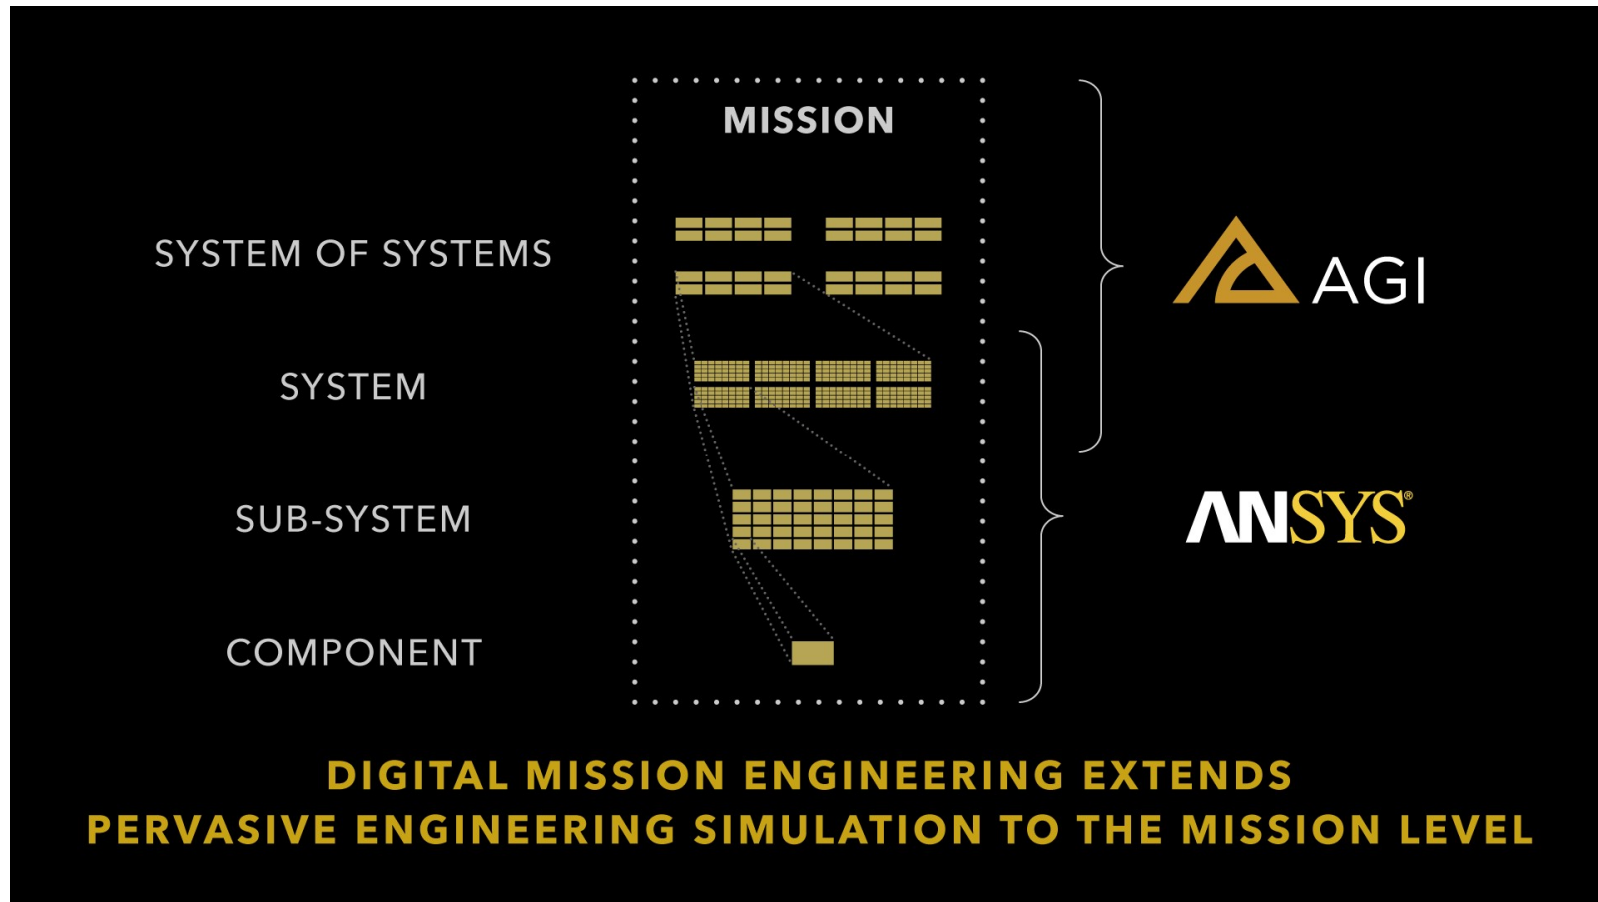 MISSION
SYSTEM OF SYSTEMS
AGI
SYSTEM
SUB-SYSTEM
ANSYS®
COMPONENT
DIGITAL MISSION ENGINEERING EXTENDS
PERVASIVE ENGINEERING SIMULATION TO THE MISSION LEVEL